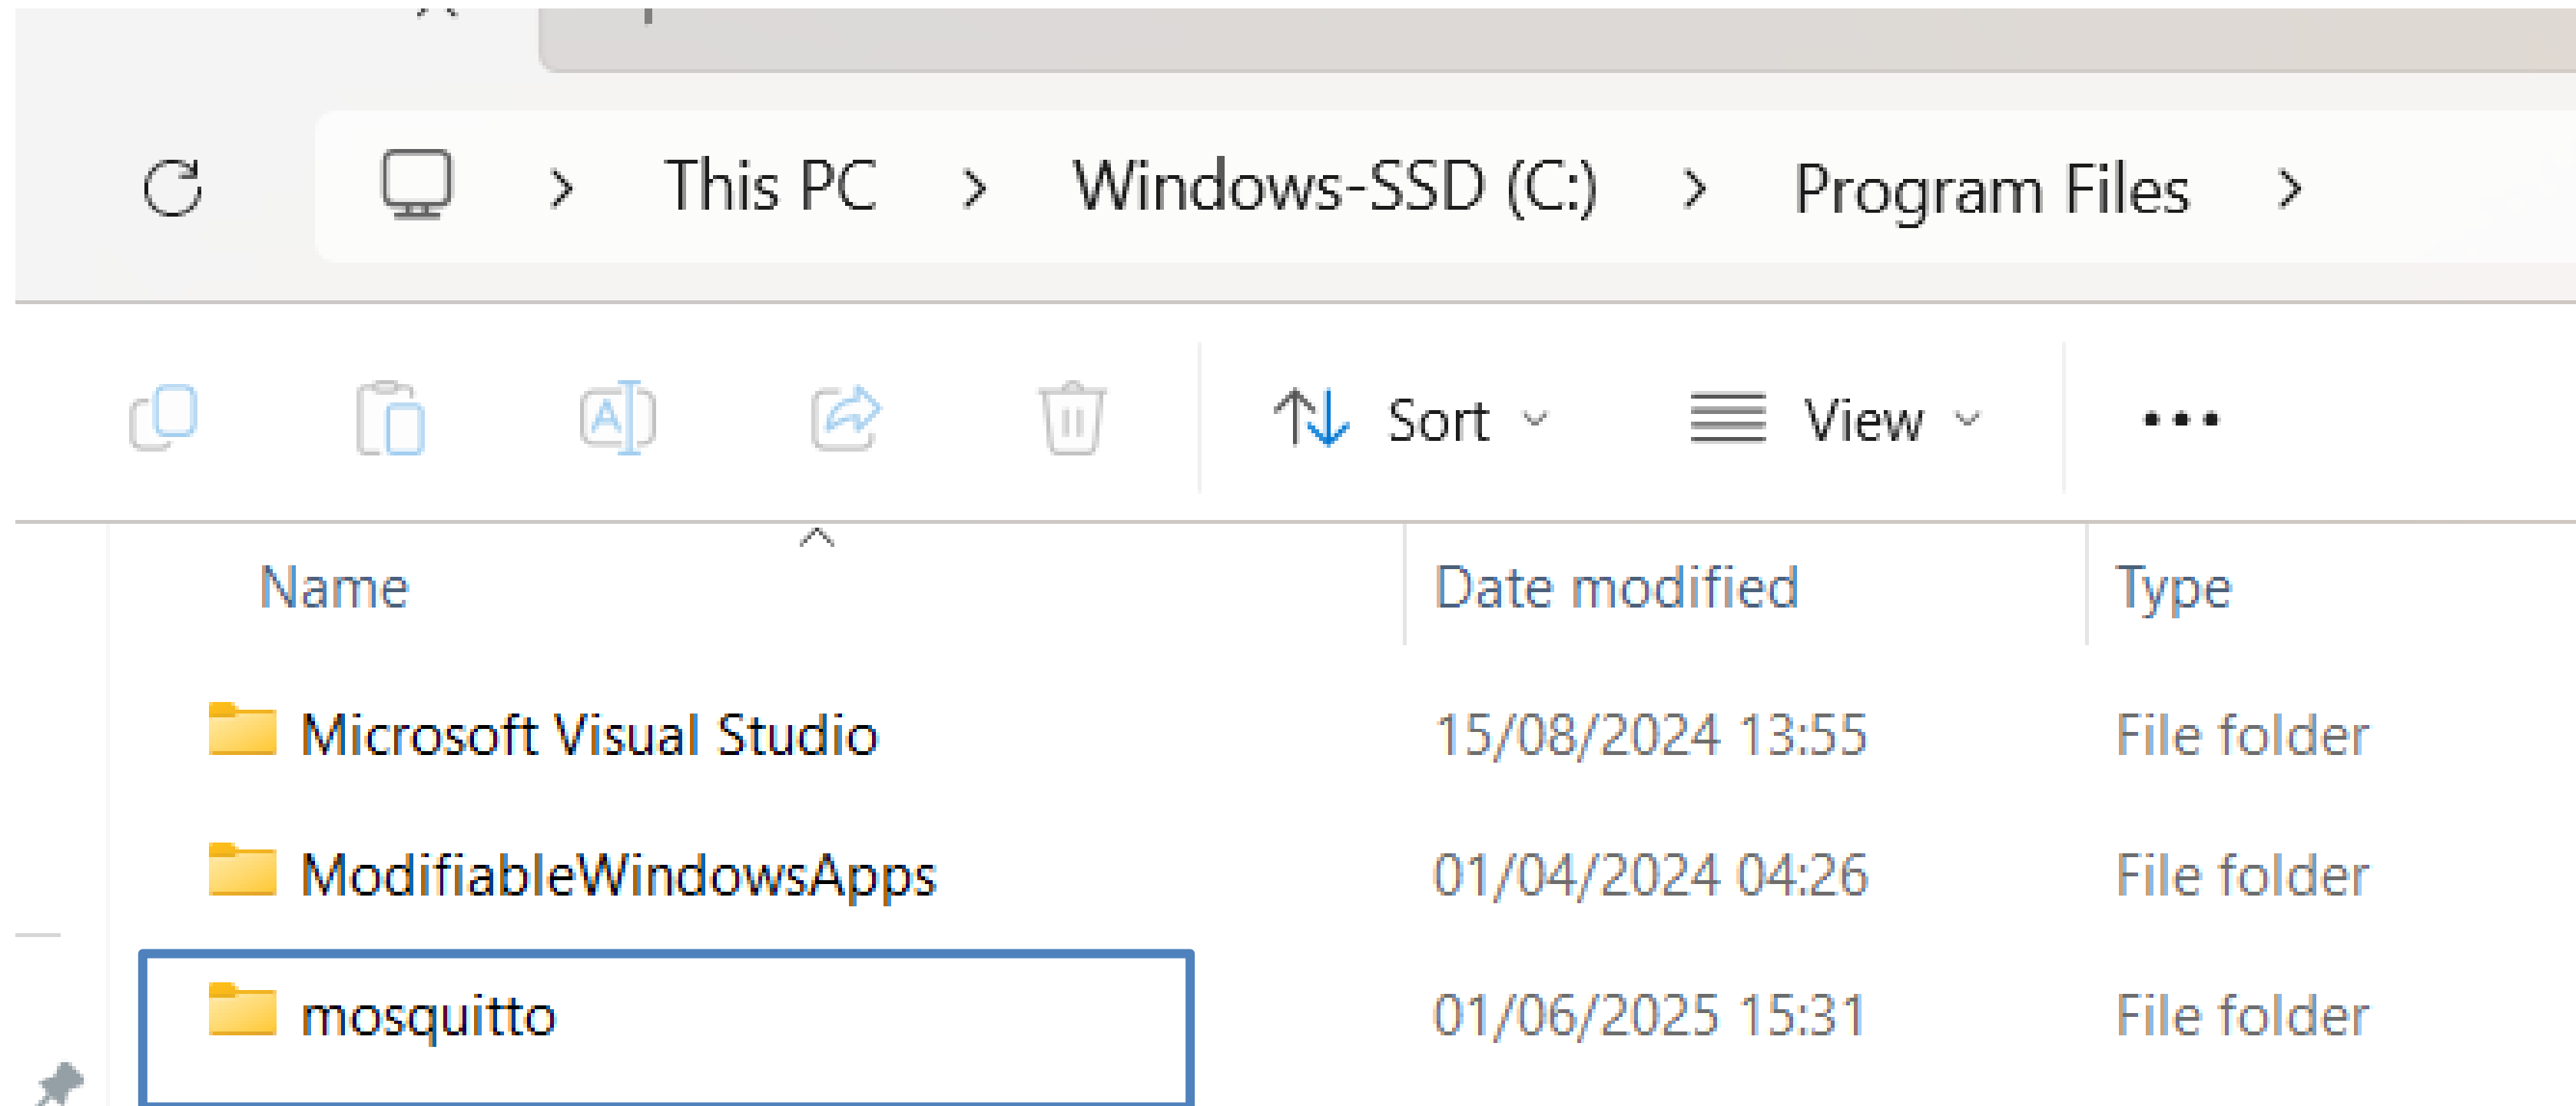 This PC > Windows-SSD (C:) > Program Files >
Sort View
Name Date modified Type
Microsoft Visual Studio 15/08/2024 13:55 File folder
ModifiableWindowsApps 01/04/2024 04:26 File folder
mosquitto 01/06/2025 15:31 File folder